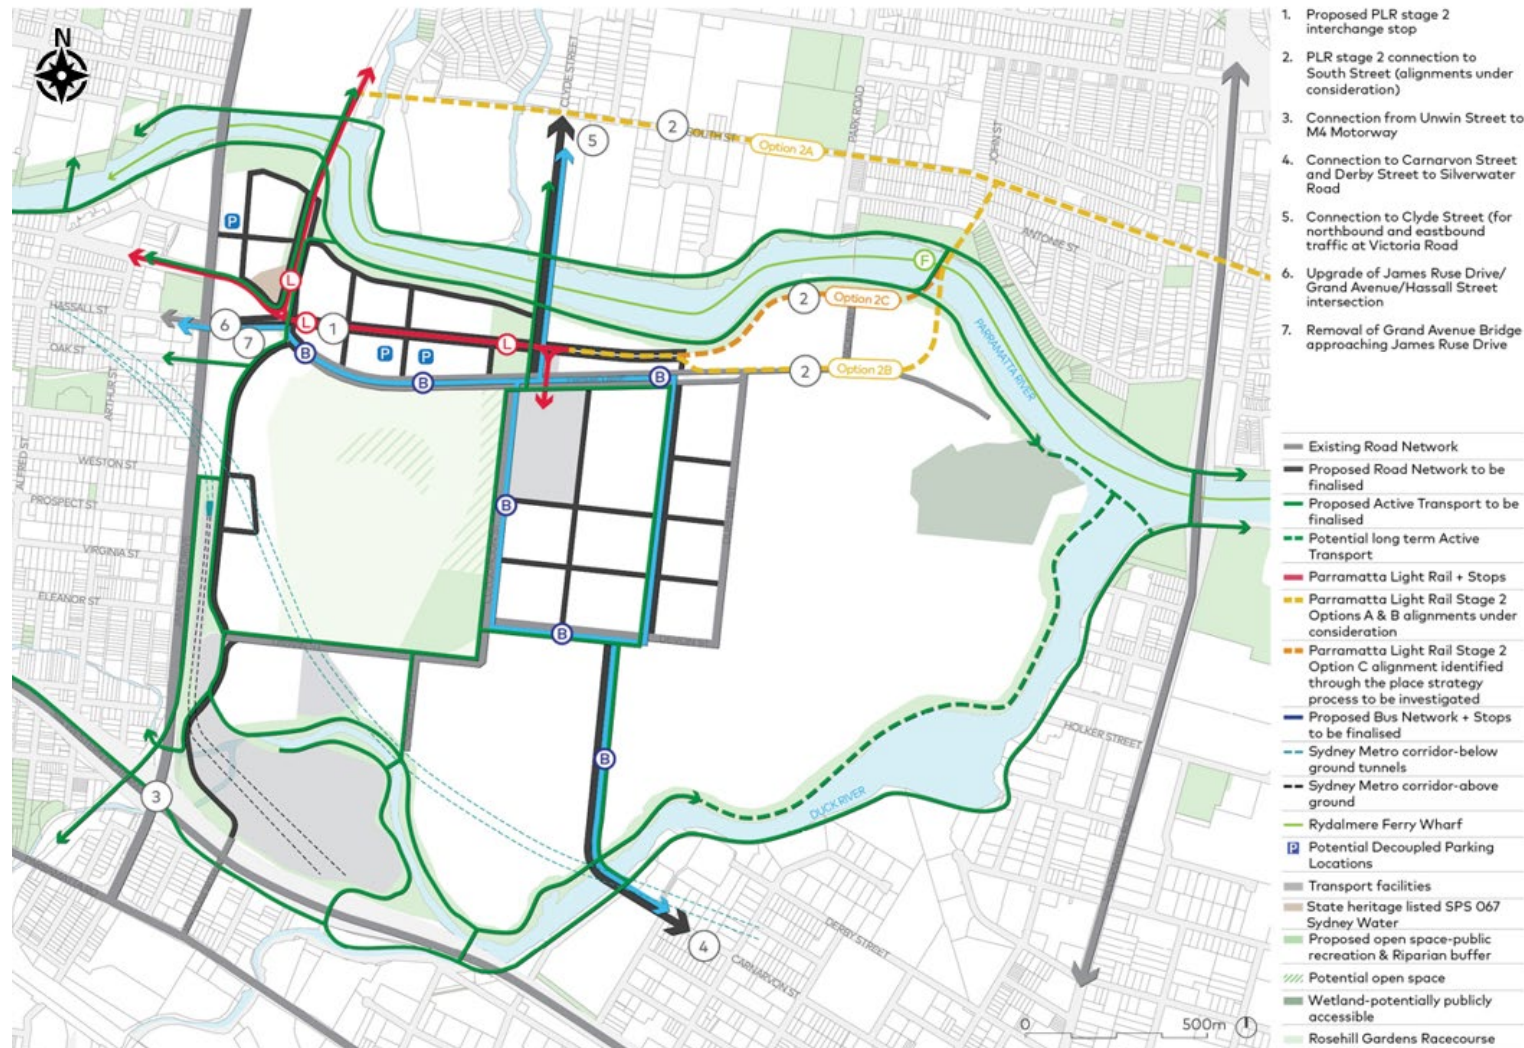 N
CLYDE STREET
5
2
SOUTH ST
Option 2A
PARK ROAD
JOHN ST
ANTOINE ST
P
F
L
2
Option 2C
HASSALL ST
6
L
1
7
B
L
P
P
OAK ST
B
B
2
Option 2B
PARRAMATTA RIVER
ARTHUR ST
ALFRED ST
WESTON ST
PROSPECT ST
B
VIRGINIA ST
ELEANOR ST
B
HOLKER STREET
B
3
DUCK RIVER
DERBY STREET
4
CARNARVON ST
0
500m
1. Proposed PLR stage 2
interchange stop
2. PLR stage 2 connection to
South Street (alignments under
consideration)
3. Connection from Unwin Street to
M4 Motorway
4. Connection to Carnarvon Street
and Derby Street to Silverwater
Road
5. Connection to Clyde Street (for
northbound and eastbound
traffic at Victoria Road
6. Upgrade of James Ruse Drive/
Grand Avenue/Hassall Street
intersection
7. Removal of Grand Avenue Bridge
approaching James Ruse Drive
Existing Road Network
Proposed Road Network to be
finalised
Proposed Active Transport to be
finalised
Potential long term Active
Transport
Parramatta Light Rail + Stops
Parramatta Light Rail Stage 2
Options A & B alignments under
consideration
Parramatta Light Rail Stage 2
Option C alignment identified
through the place strategy
process to be investigated
Proposed Bus Network + Stops
to be finalised
Sydney Metro corridor-below
ground tunnels
Sydney Metro corridor-above
ground
Rydalmere Ferry Wharf
P Potential Decoupled Parking
Locations
Transport facilities
State heritage listed SPS 067
Sydney Water
Proposed open space-public
recreation & Riparian buffer
Potential open space
Wetland-potentially publicly
accessible
Rosehill Gardens Racecourse